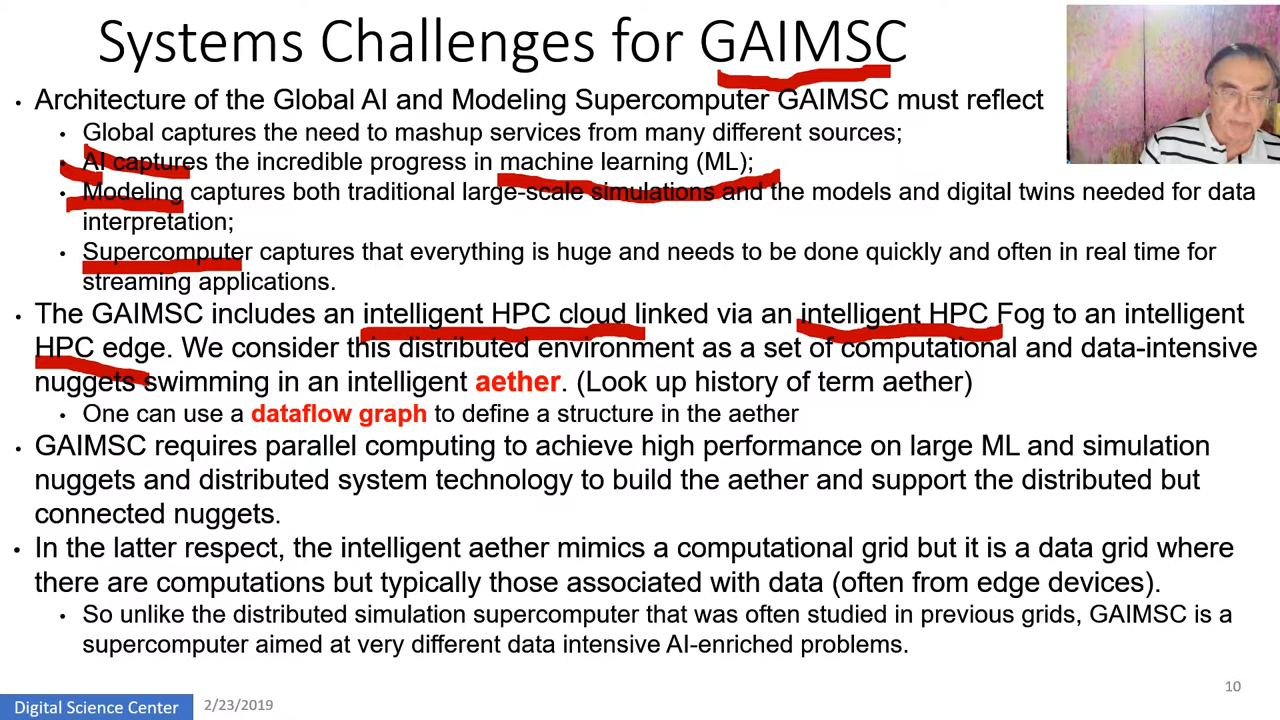 Systems Challenges for GAIMSC
• Architecture of the Global AI and Modeling Supercomputer GAIMSC must reflect
• Global captures the need to mashup services from many different sources;
• AI captures the incredible progress in machine learning (ML);
• Modeling captures both traditional large-scale simulations and the models and digital twins needed for data
interpretation;
• Supercomputer captures that everything is huge and needs to be done quickly and often in real time for
streaming applications.
• The GAIMSC includes an intelligent HPC cloud linked via an intelligent HPC Fog to an intelligent
HPC edge. We consider this distributed environment as a set of computational and data-intensive
nuggets swimming in an intelligent aether. (Look up history of term aether)
• One can use a dataflow graph to define a structure in the aether
• GAIMSC requires parallel computing to achieve high performance on large ML and simulation
nuggets and distributed system technology to build the aether and support the distributed but
connected nuggets.
• In the latter respect, the intelligent aether mimics a computational grid but it is a data grid where
there are computations but typically those associated with data (often from edge devices).
• So unlike the distributed simulation supercomputer that was often studied in previous grids, GAIMSC is a
supercomputer aimed at very different data intensive AI-enriched problems.
10
Digital Science Center
2/23/2019